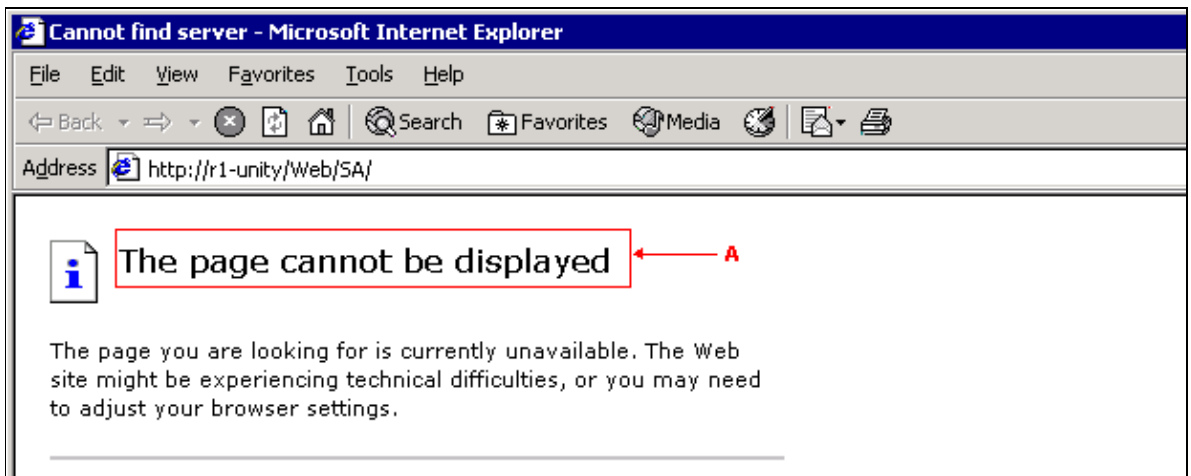 Cannot find server - Microsoft Internet Explorer
File Edit View Favorites Tools Help
Back Search Favorites Media
Address http://r1-unity/Web/SA/
The page cannot be displayed A
The page you are looking for is currently unavailable. The Web
site might be experiencing technical difficulties, or you may need
to adjust your browser settings.